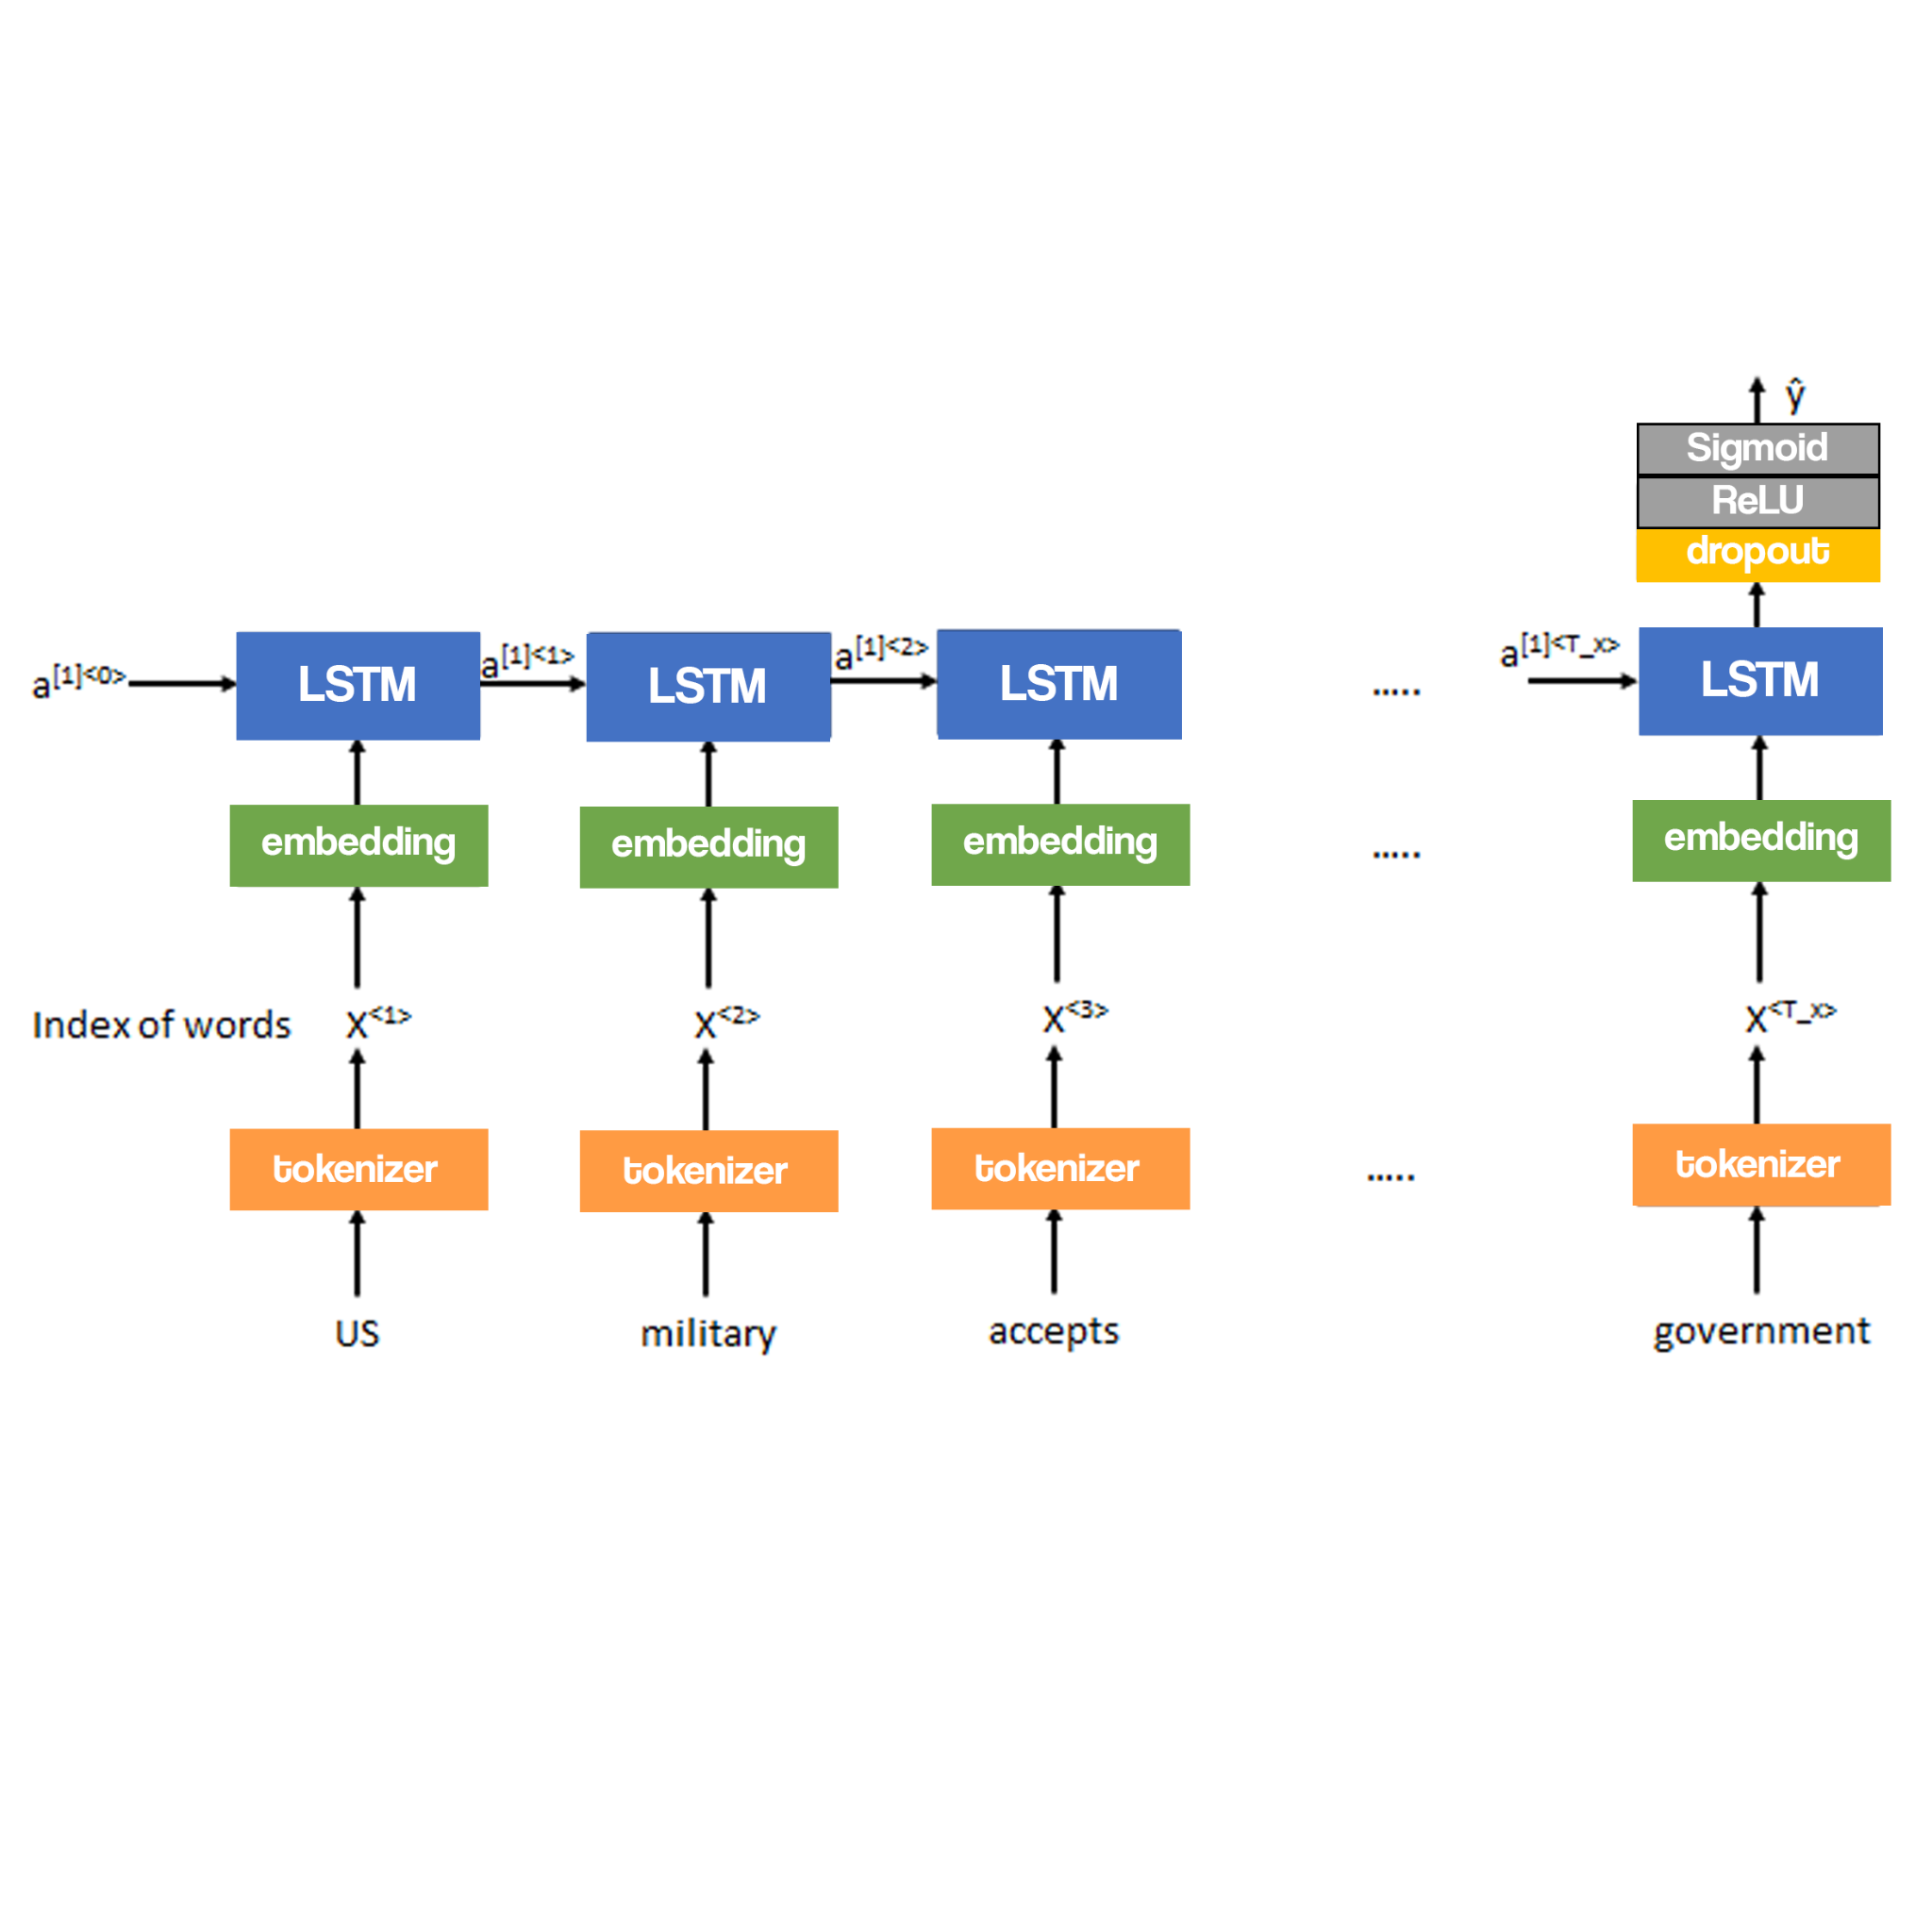 ŷ
Sigmoid
ReLU
dropout
a[1]<0> LSTM a[1]<1> LSTM a[1]<2> LSTM ..... a[1]<T_x> LSTM
embedding embedding embedding ..... embedding
Index of words X<1> X<2> X<3> X<T_x>
tokenizer tokenizer tokenizer ..... tokenizer
US military accepts government